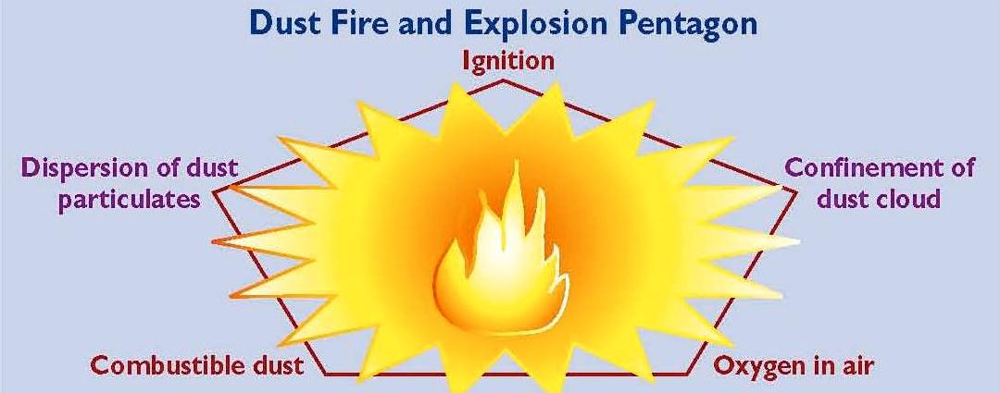 Dust Fire and Explosion Pentagon
Ignition
Dispersion of dust
particulates
Confinement of
dust cloud
Combustible dust
Oxygen in air